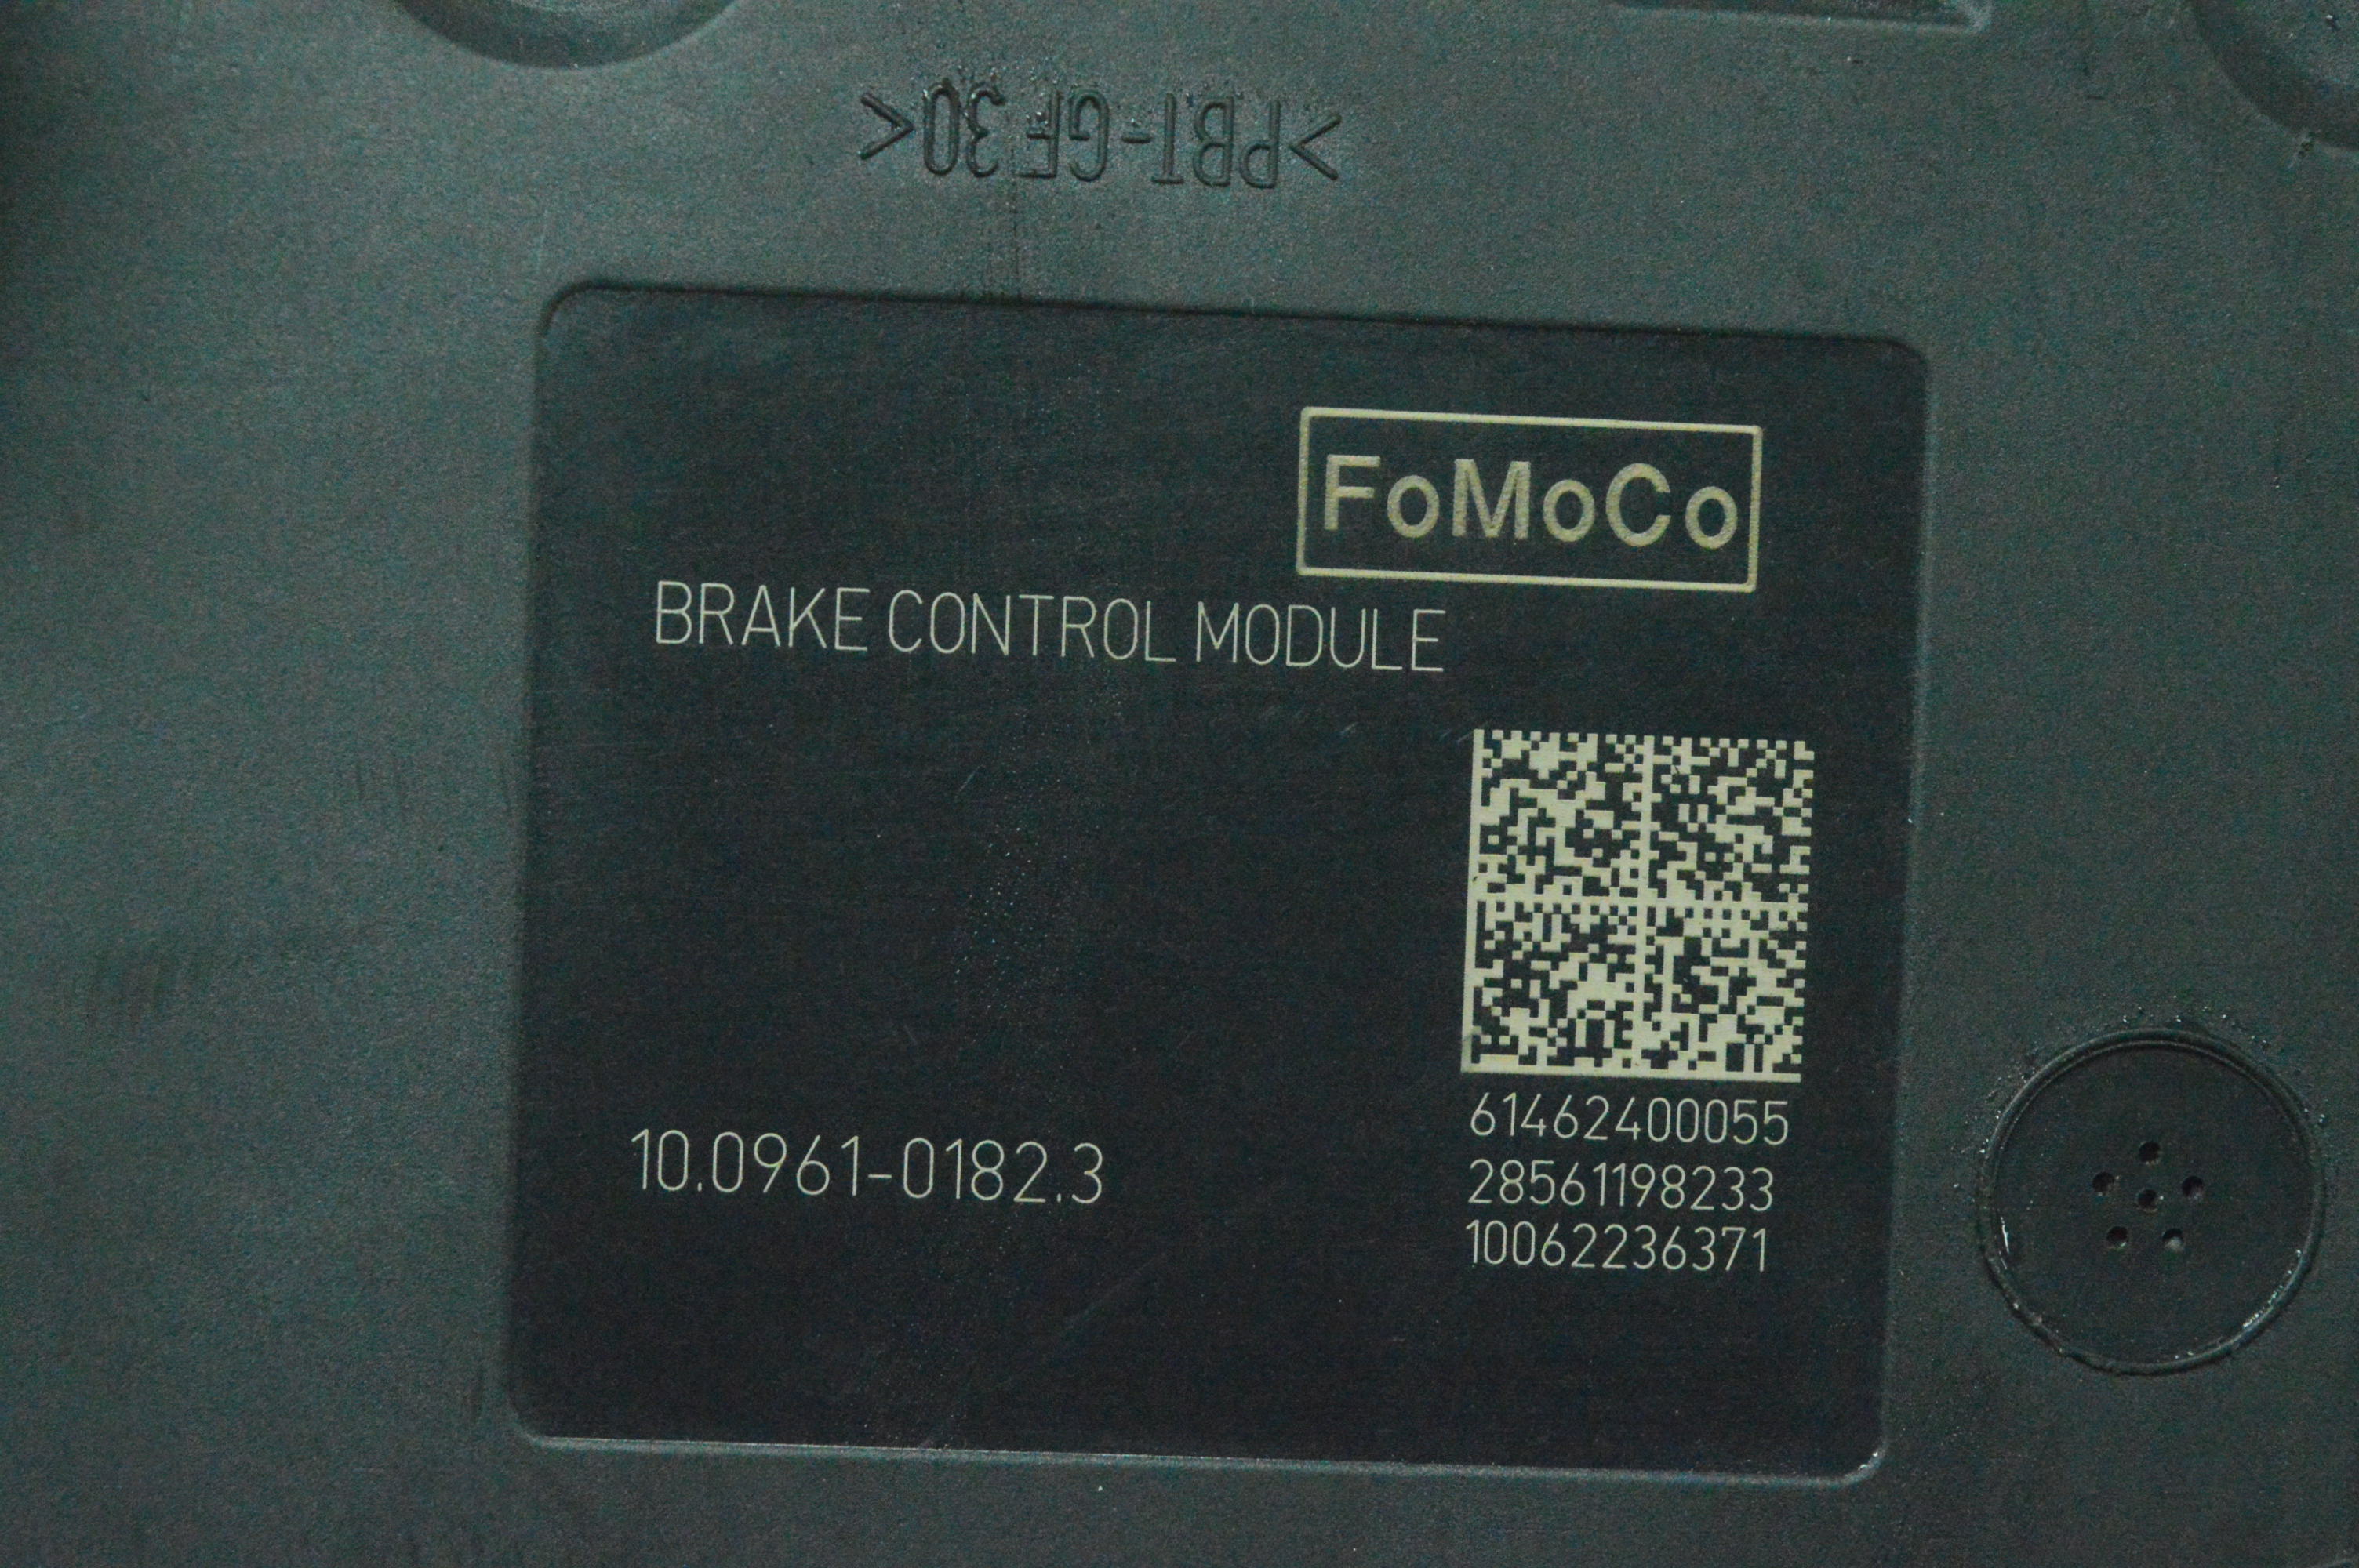 >PBT-GF30<
FoMoCo
BRAKE CONTROL MODULE
61462400055
10.0961-0182.3
28561198233
10062236371